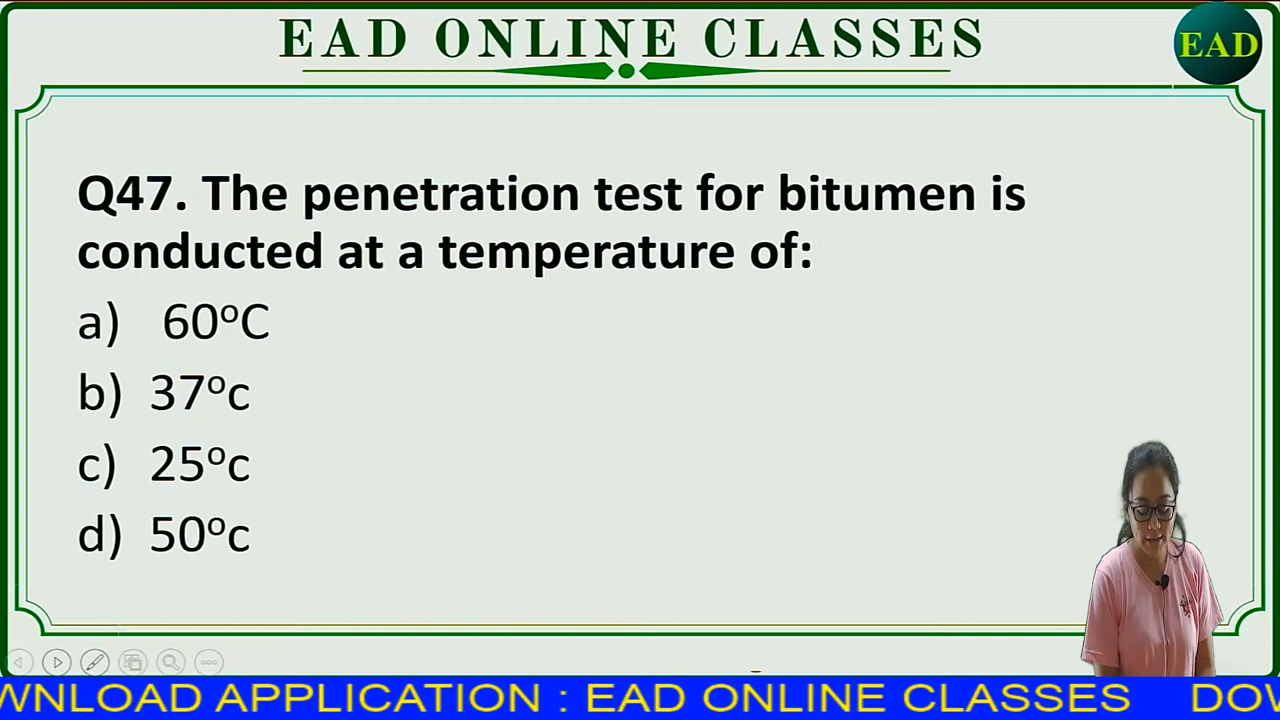 EAD ONLINE CLASSES
EAD
Q47. The penetration test for bitumen is
conducted at a temperature of:
a) 60ºC
b) 37ºc
c) 25ºc
d) 50ºc
WNLOAD APPLICATION : EAD ONLINE CLASSES DOW